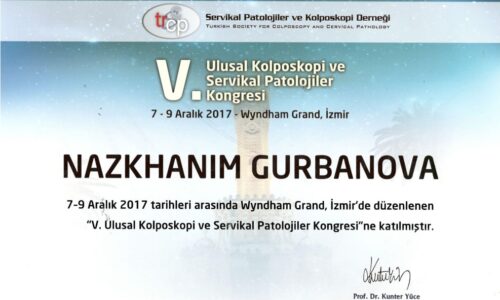 trscp
Servikal Patolojiler ve Kolposkopi Derneği
Turkish Society for Colposcopy and Cervical Pathology
V. Ulusal Kolposkopi ve
Servikal Patolojiler
Kongresi
7 - 9 Aralık 2017 - Wyndham Grand, İzmir
NAZKHANIM GURBANOVA
7-9 Aralık 2017 tarihleri arasında Wyndham Grand, İzmir'de düzenlenen
"V. Ulusal Kolposkopi ve Servikal Patolojiler Kongresi"ne katılmıştır.
Prof. Dr. Kunter Yüce